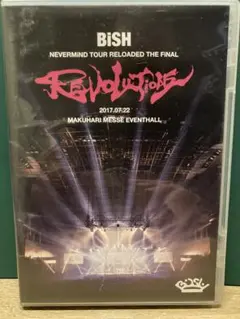 BiSH
NEVERMIND TOUR RELOADED THE FINAL
REVOLUTiONS
2017.07.22
MAKUHARI MESSE EVENTHALL
BiSH